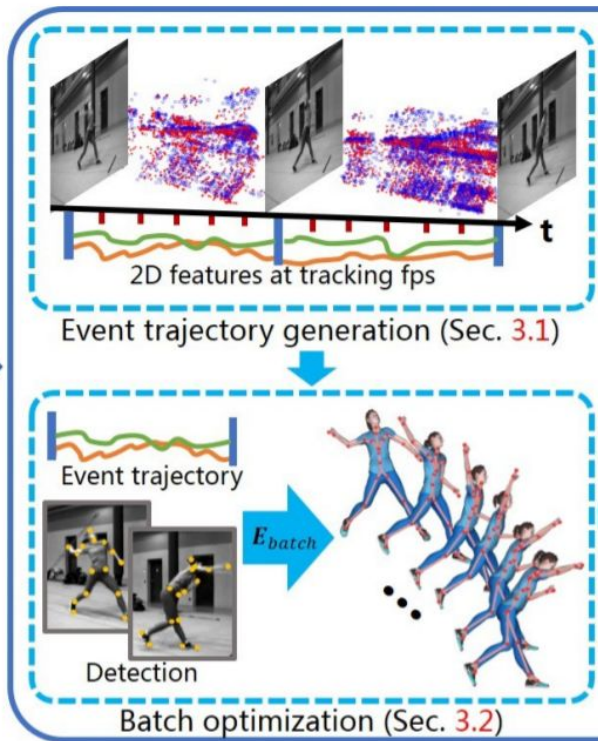 t
2D features at tracking fps
Event trajectory generation (Sec. 3.1)
Event trajectory
E_batch
Detection
Batch optimization (Sec. 3.2)